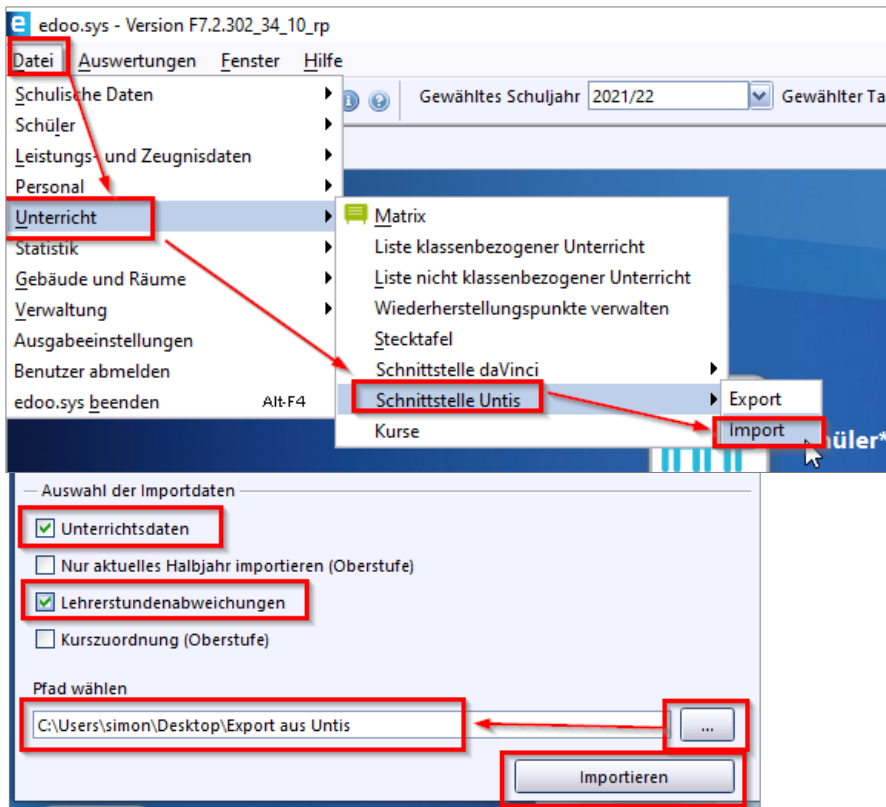 edoo.sys - Version F7.2.302_34_10_rp
Datei Auswertungen Fenster Hilfe
Gewähltes Schuljahr 2021/22 Gewählter Ta
Schulische Daten
Schüler
Leistungs- und Zeugnisdaten
Personal
Unterricht
Statistik
Gebäude und Räume
Verwaltung
Ausgabeeinstellungen
Benutzer abmelden
edoo.sys beenden Alt-F4
Matrix
Liste klassenbezogener Unterricht
Liste nicht klassenbezogener Unterricht
Wiederherstellungspunkte verwalten
Stecktafel
Schnittstelle daVinci
Schnittstelle Untis
Kurse
Export
Import
üler*
Auswahl der Importdaten
Unterrichtsdaten
Nur aktuelles Halbjahr importieren (Oberstufe)
Lehrerstundenabweichungen
Kurszuordnung (Oberstufe)
Pfad wählen
C:\Users\simon\Desktop\Export aus Untis
...
Importieren